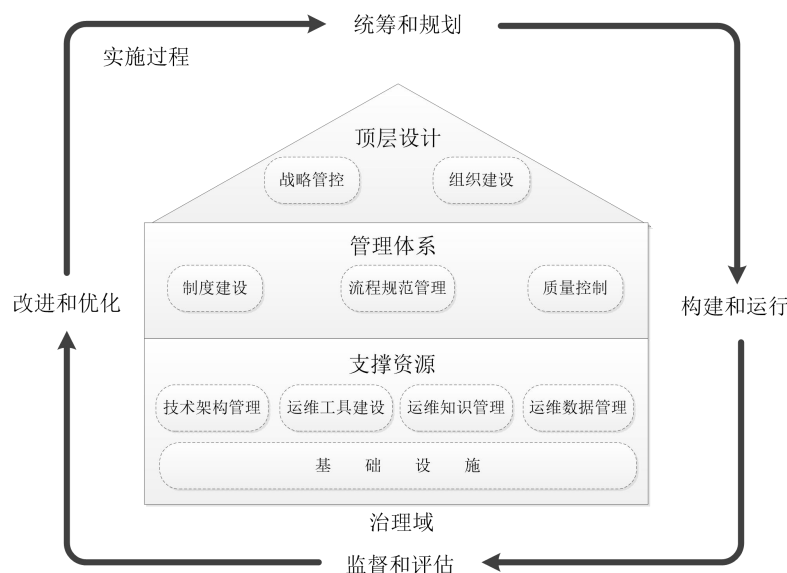 统筹和规划
实施过程
顶层设计
战略管控
组织建设
管理体系
制度建设
流程规范管理
质量控制
改进和优化
构建和运行
支撑资源
技术架构管理
运维工具建设
运维知识管理
运维数据管理
基 础 设 施
治理域
监督和评估